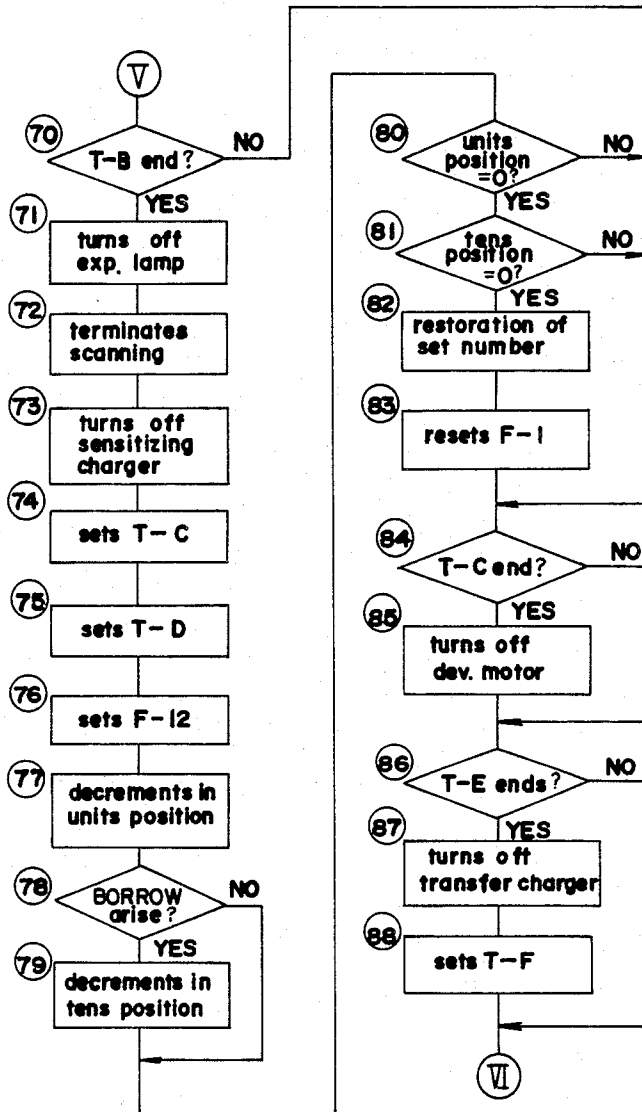 V
70
T-B end?
NO
YES
71
turns off
exp. lamp
72
terminates
scanning
73
turns off
sensitizing
charger
74
sets T-C
75
sets T-D
76
sets F-12
77
decrements in
units position
78
BORROW
arise?
NO
YES
79
decrements in
tens position
80
units
position
=0?
NO
YES
81
tens
position
=0?
NO
YES
82
restoration of
set number
83
resets F-1
84
T-C end?
NO
YES
85
turns off
dev. motor
86
T-E ends?
NO
YES
87
turns off
transfer charger
88
sets T-F
VI